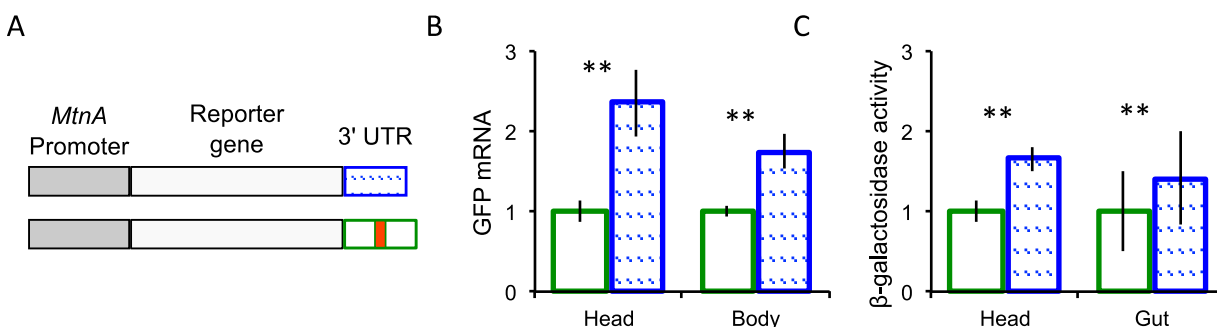 A
MtnA
Promoter
Reporter
gene
3' UTR
B
GFP mRNA
3
2
1
0
**
**
Head
Body
C
β-galactosidase activity
3
2
1
0
**
**
Head
Gut